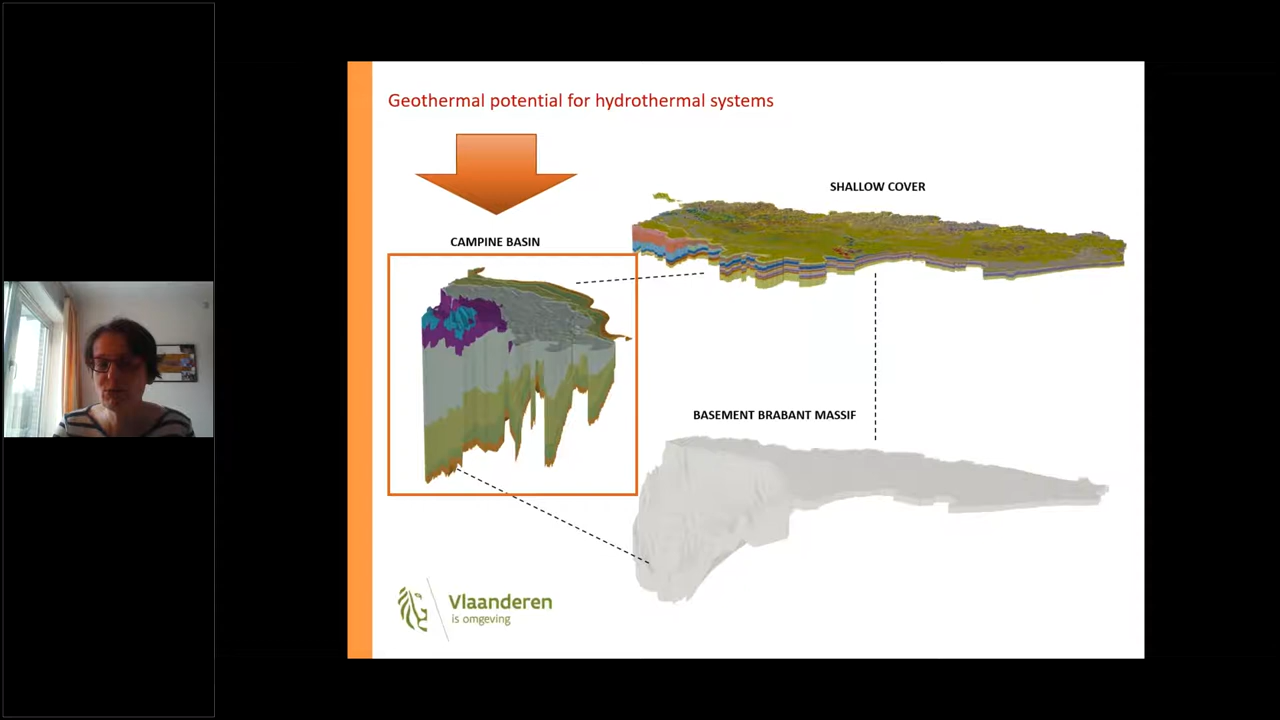 Geothermal potential for hydrothermal systems
SHALLOW COVER
CAMPINE BASIN
BASEMENT BRABANT MASSIF
Vlaanderen
is omgeving